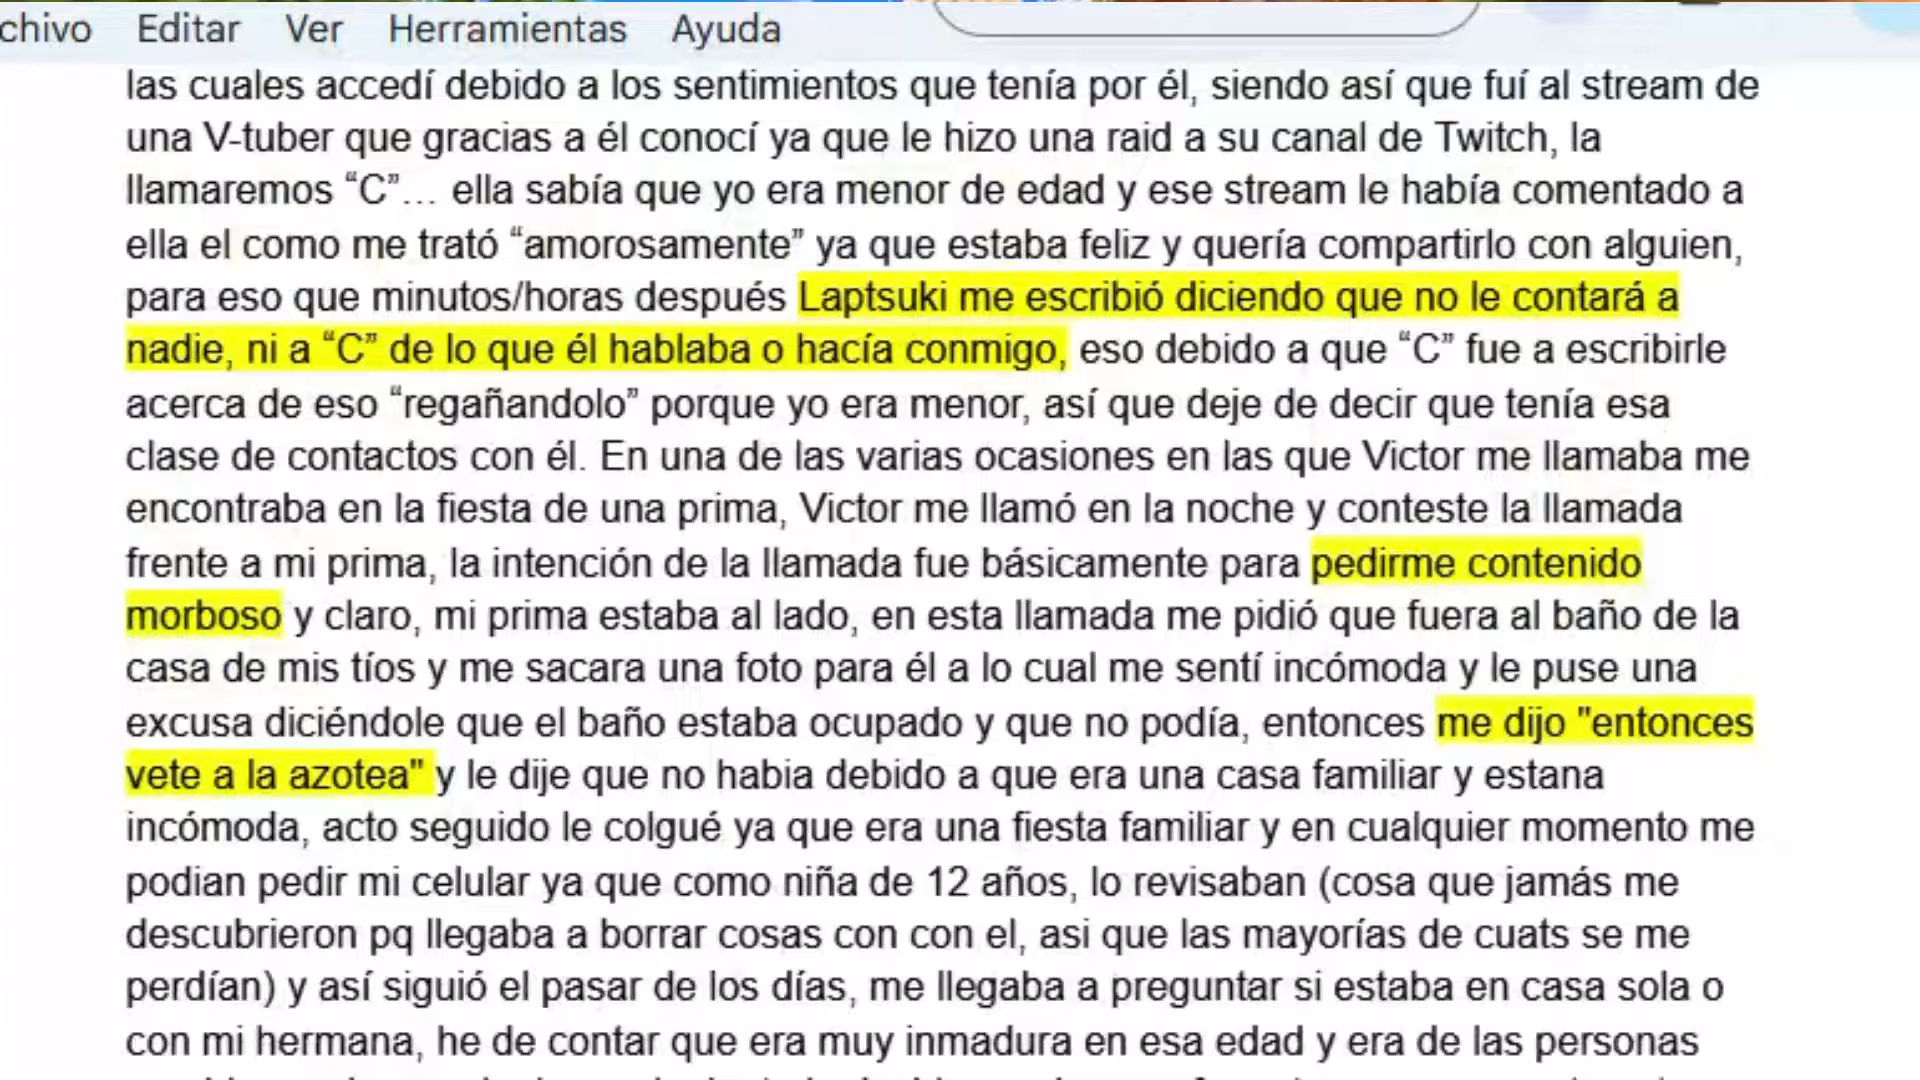 chivo Editar Ver Herramientas Ayuda
las cuales accedí debido a los sentimientos que tenía por él, siendo así que fuí al stream de
una V-tuber que gracias a él conocí ya que le hizo una raid a su canal de Twitch, la
llamaremos “C”... ella sabía que yo era menor de edad y ese stream le había comentado a
ella el como me trató “amorosamente” ya que estaba feliz y quería compartirlo con alguien,
para eso que minutos/horas después Laptsuki me escribió diciendo que no le contará a
nadie, ni a “C” de lo que él hablaba o hacía conmigo, eso debido a que “C” fue a escribirle
acerca de eso “regañandolo” porque yo era menor, así que deje de decir que tenía esa
clase de contactos con él. En una de las varias ocasiones en las que Victor me llamaba me
encontraba en la fiesta de una prima, Victor me llamó en la noche y conteste la llamada
frente a mi prima, la intención de la llamada fue básicamente para pedirme contenido
morboso y claro, mi prima estaba al lado, en esta llamada me pidió que fuera al baño de la
casa de mis tíos y me sacara una foto para él a lo cual me sentí incómoda y le puse una
excusa diciéndole que el baño estaba ocupado y que no podía, entonces me dijo "entonces
vete a la azotea" y le dije que no habia debido a que era una casa familiar y estana
incómoda, acto seguido le colgué ya que era una fiesta familiar y en cualquier momento me
podian pedir mi celular ya que como niña de 12 años, lo revisaban (cosa que jamás me
descubrieron pq llegaba a borrar cosas con con el, asi que las mayorías de cuats se me
perdían) y así siguió el pasar de los días, me llegaba a preguntar si estaba en casa sola o
con mi hermana, he de contar que era muy inmadura en esa edad y era de las personas